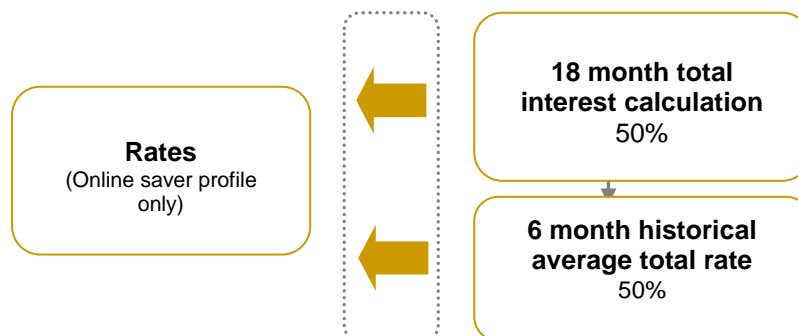 Rates
(Online saver profile
only)
18 month total
interest calculation
50%
6 month historical
average total rate
50%